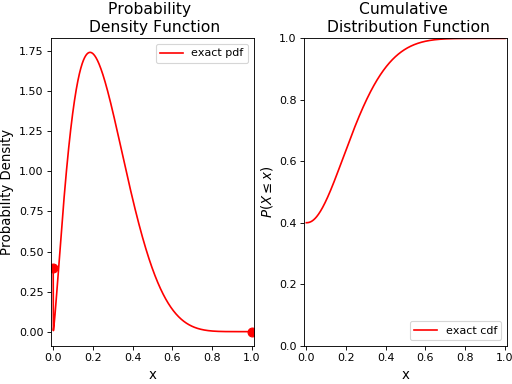 Probability
Density Function
exact pdf
Probability Density
1.75
1.50
1.25
1.00
0.75
0.50
0.25
0.00
0.0 0.2 0.4 0.6 0.8 1.0
x
Cumulative
Distribution Function
P(X ≤ x)
1.0
0.8
0.6
0.4
0.2
0.0
exact cdf
0.0 0.2 0.4 0.6 0.8 1.0
x